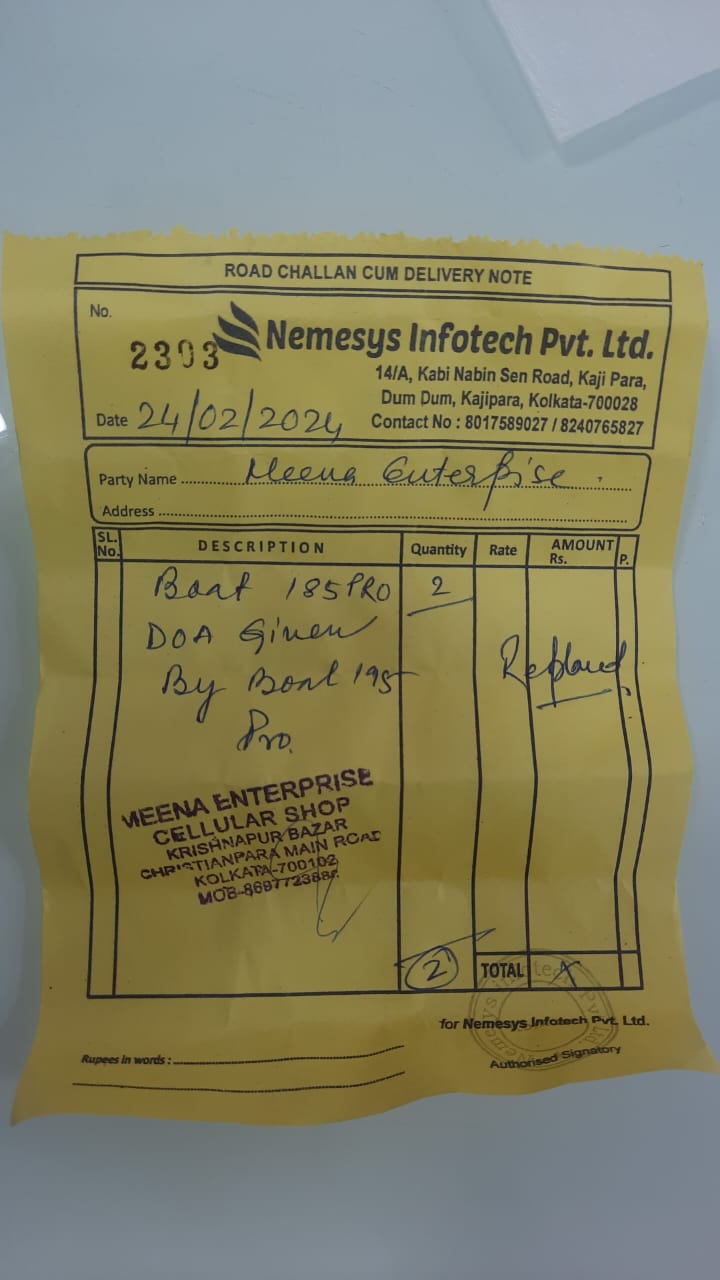 ROAD CHALLAN CUM DELIVERY NOTE
No.
2303
Nemesys Infotech Pvt. Ltd.
14/A, Kabi Nabin Sen Road, Kaji Para,
Dum Dum, Kajipara, Kolkata-700028
Contact No : 8017589027 / 8240765827
Date 24/02/2024
Party Name Meena Enterprise
Address
SL. No. DESCRIPTION Quantity Rate AMOUNT Rs. P.
Boat 185 PRO 2
DOA Given
By Boat 195
Pro.
MEENA ENTERPRISE
CELLULAR SHOP
KRISHNAPUR BAZAR
CHRISTIANPARA MAIN ROAD
KOLKATA-700102
MOB-
2 TOTAL X
for Nemesys Infotech Pvt. Ltd.
Rupees in words :
Authorised Signatory